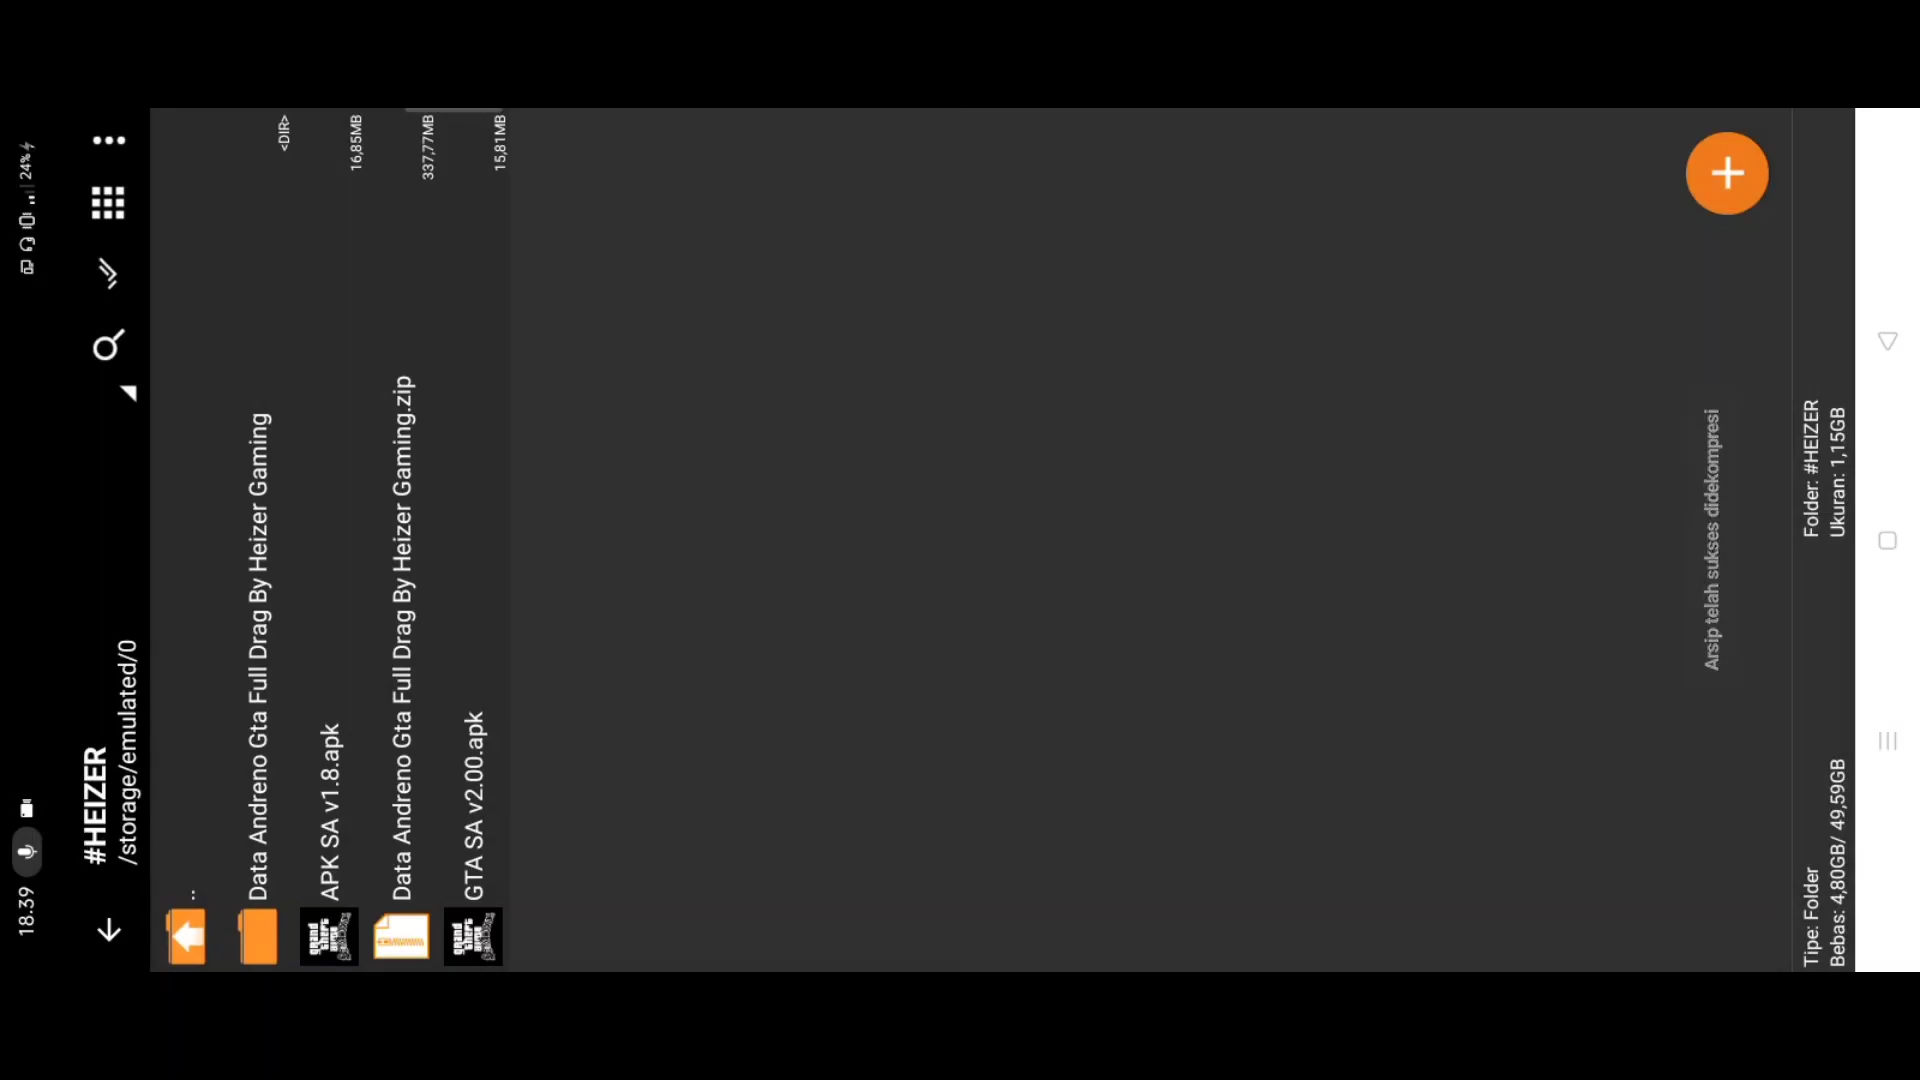 18.39
24%
#HEIZER
/storage/emulated/0
..
Data Andreno Gta Full Drag By Heizer Gaming
<DIR>
APK SA v1.8.apk
16,85MB
Data Andreno Gta Full Drag By Heizer Gaming.zip
337,77MB
GTA SA v2.00.apk
15,81MB
Arsip telah sukses didekompresi
Tipe: Folder
Folder: #HEIZER
Bebas: 4,80GB/ 49,59GB
Ukuran: 1,15GB